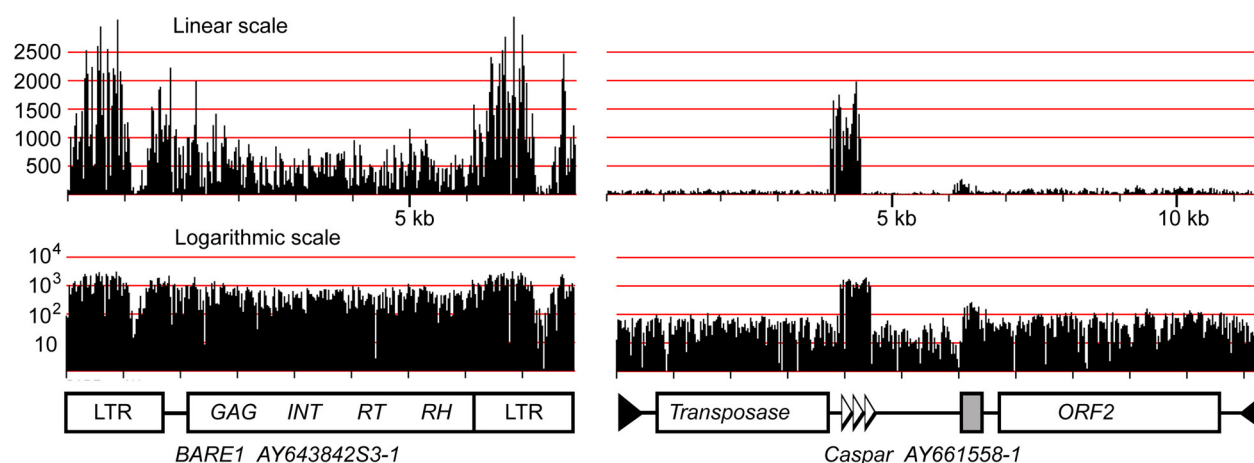 Linear scale
2500
2000
1500
1000
500
5 kb
5 kb
10 kb
Logarithmic scale
10⁴
10³
10²
10
LTR
GAG INT RT RH
LTR
Transposase
ORF2
BARE1 AY643842S3-1
Caspar AY661558-1